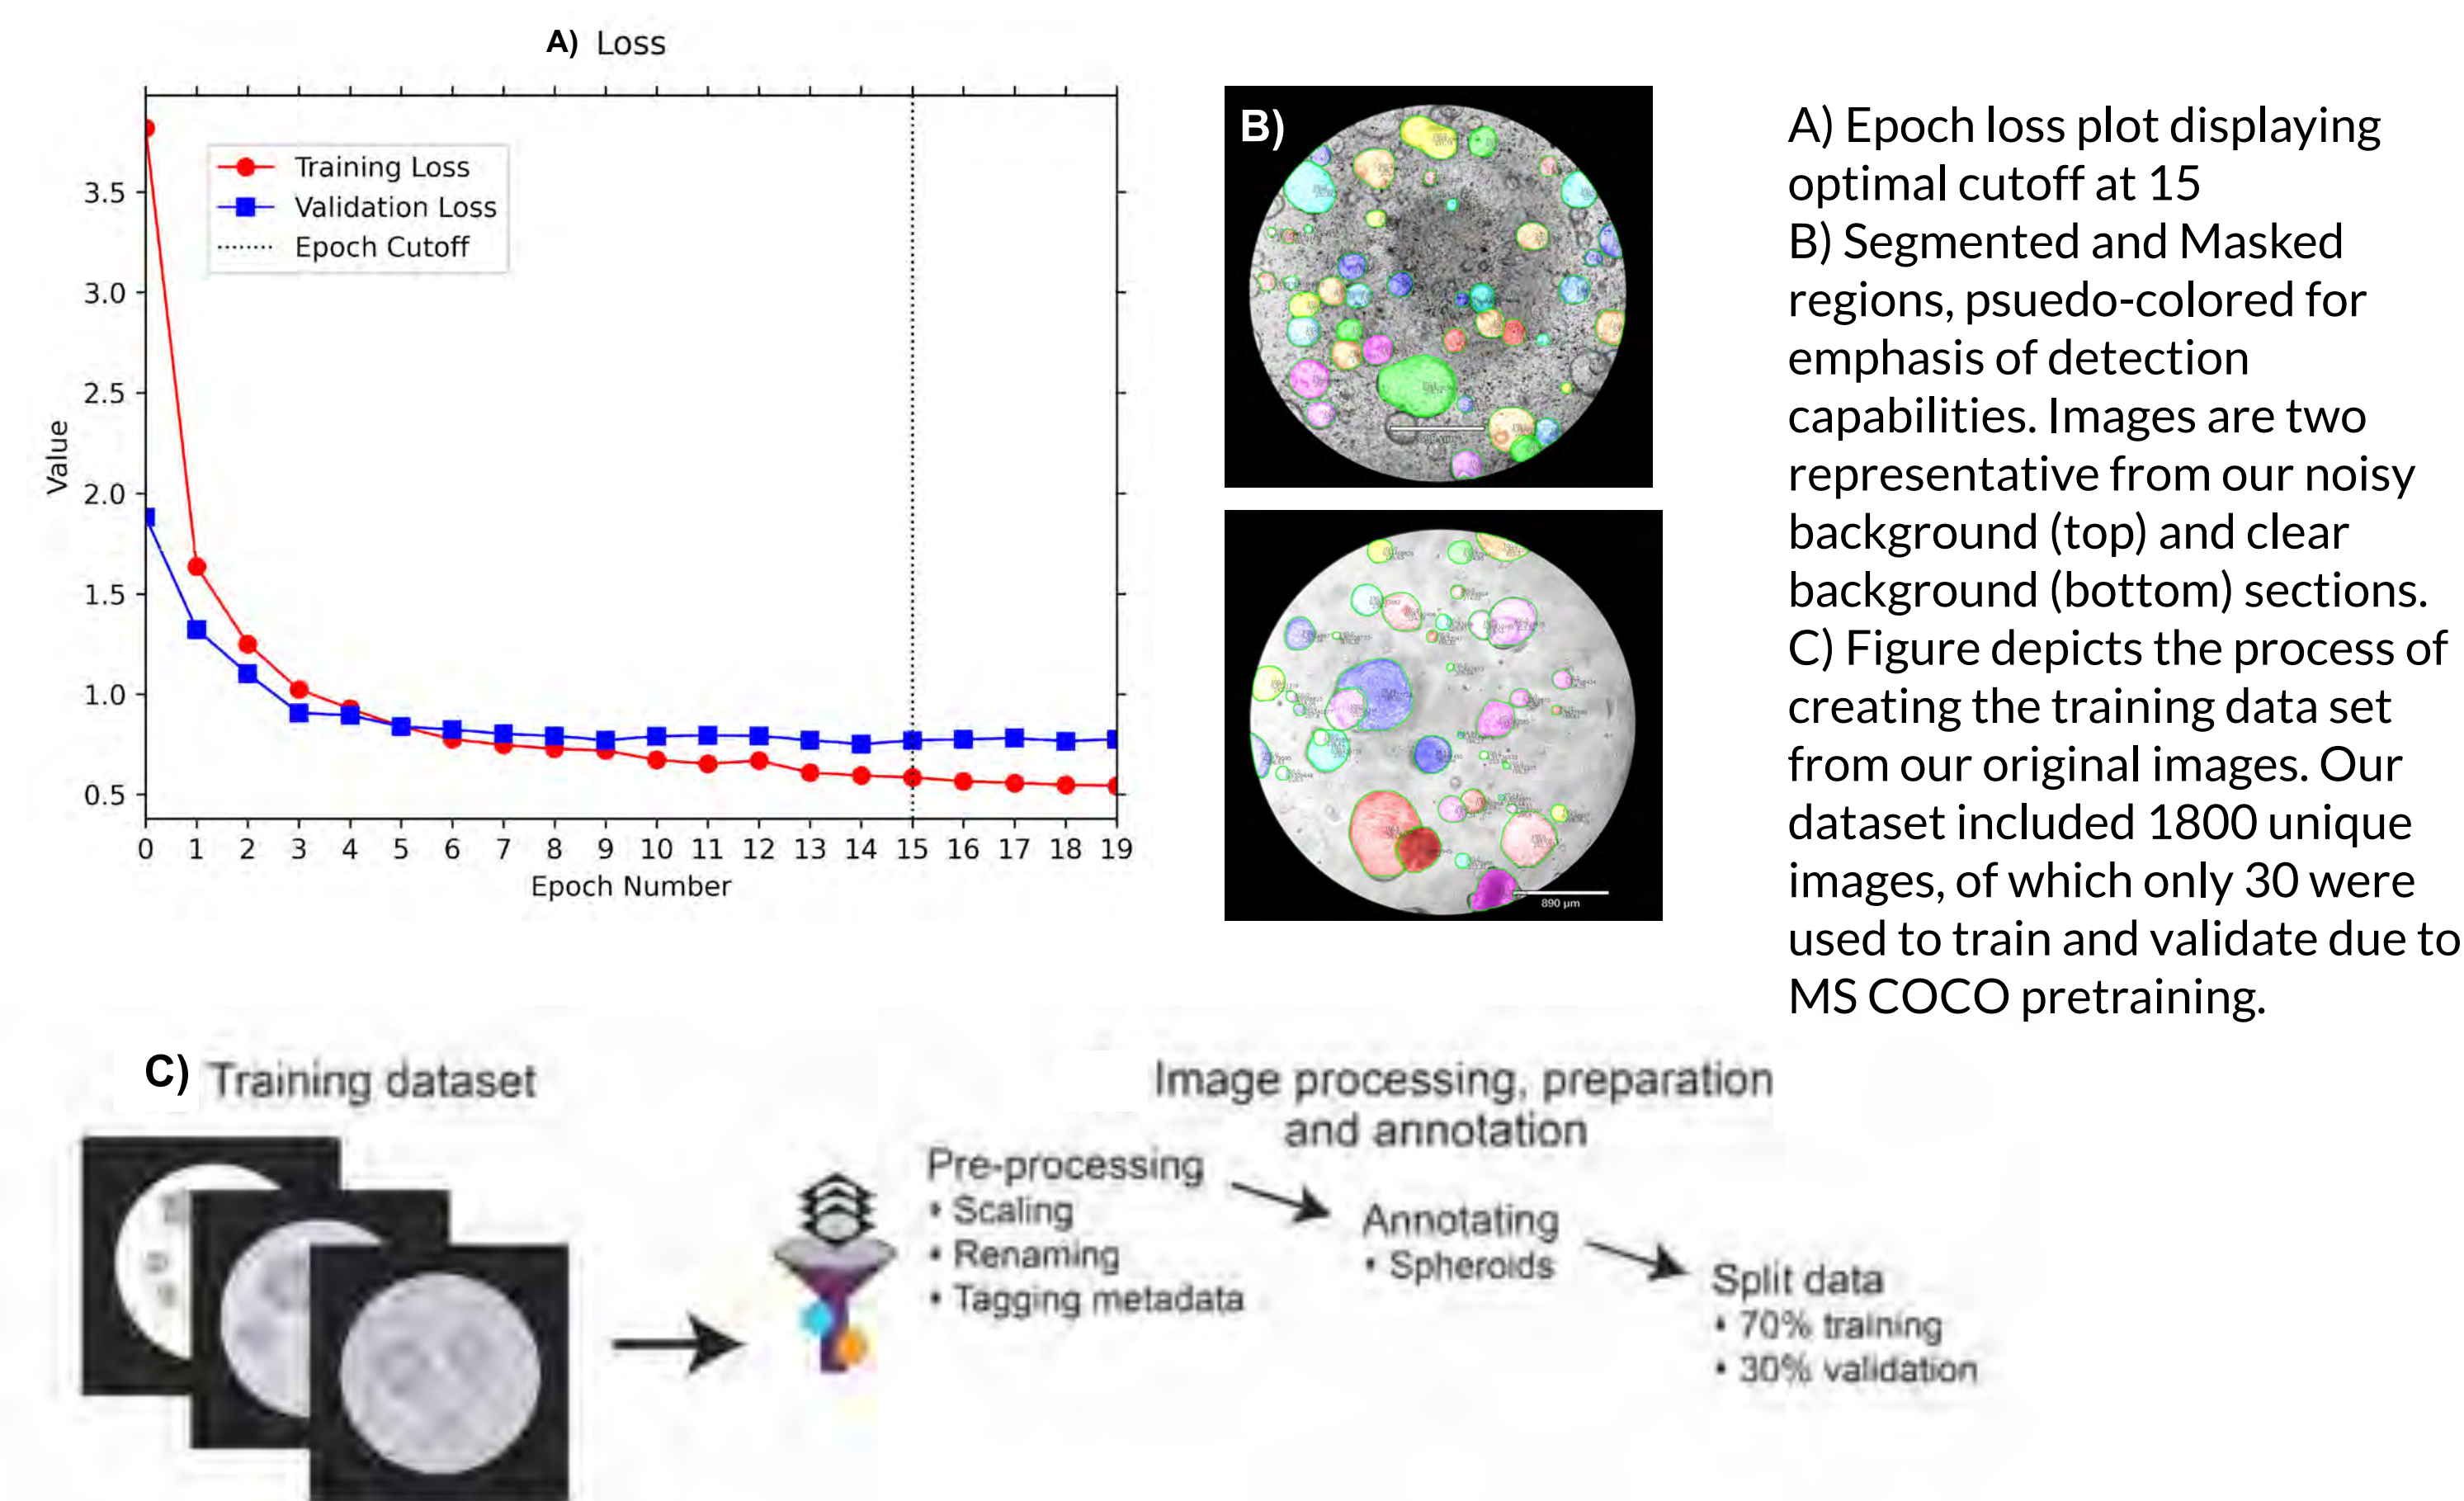 A) Loss
Training Loss
Validation Loss
Epoch Cutoff
Value
3.5
3.0
2.5
2.0
1.5
1.0
0.5
0 1 2 3 4 5 6 7 8 9 10 11 12 13 14 15 16 17 18 19
Epoch Number
B)
890 µm
A) Epoch loss plot displaying
optimal cutoff at 15
B) Segmented and Masked
regions, psuedo-colored for
emphasis of detection
capabilities. Images are two
representative from our noisy
background (top) and clear
background (bottom) sections.
C) Figure depicts the process of
creating the training data set
from our original images. Our
dataset included 1800 unique
images, of which only 30 were
used to train and validate due to
MS COCO pretraining.
C) Training dataset
Image processing, preparation
and annotation
Pre-processing
• Scaling
• Renaming
• Tagging metadata
Annotating
• Spheroids
Split data
• 70% training
• 30% validation